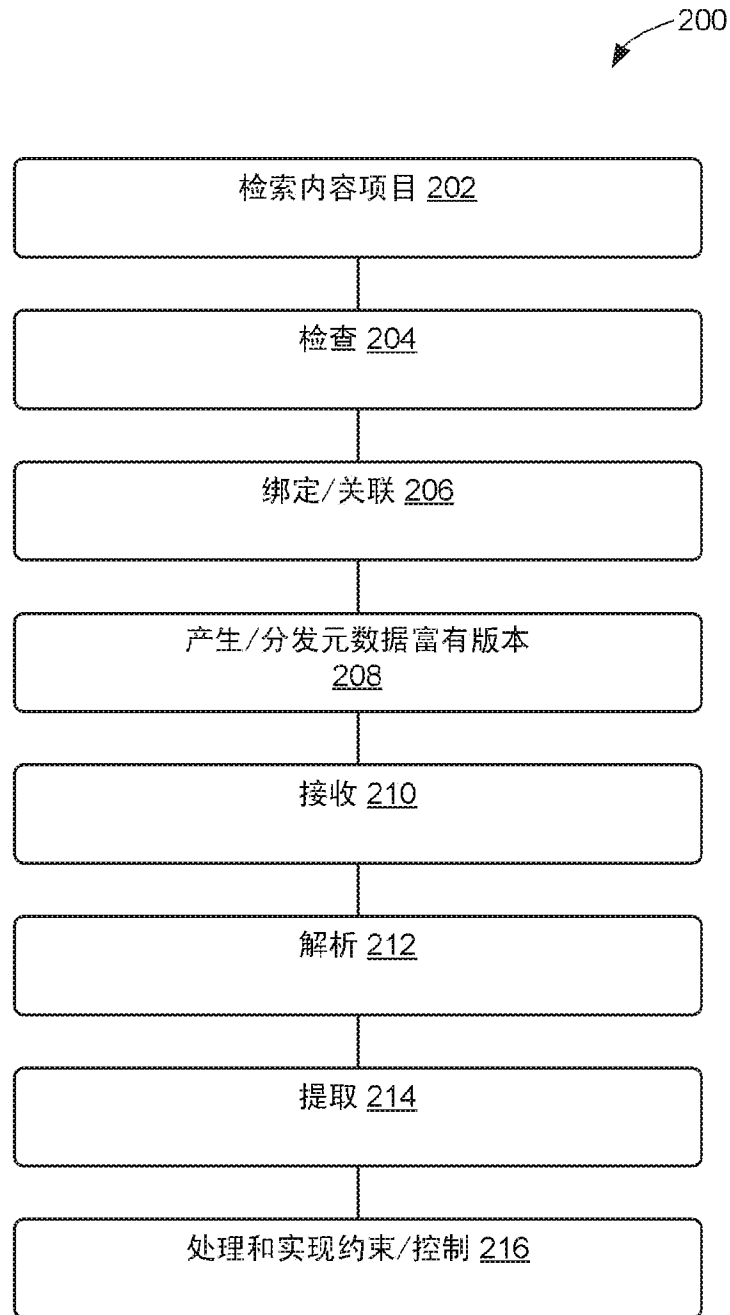 200
检索内容项目 202
检查 204
绑定/关联 206
产生/分发元数据富有版本
208
接收 210
解析 212
提取 214
处理和实现约束/控制 216